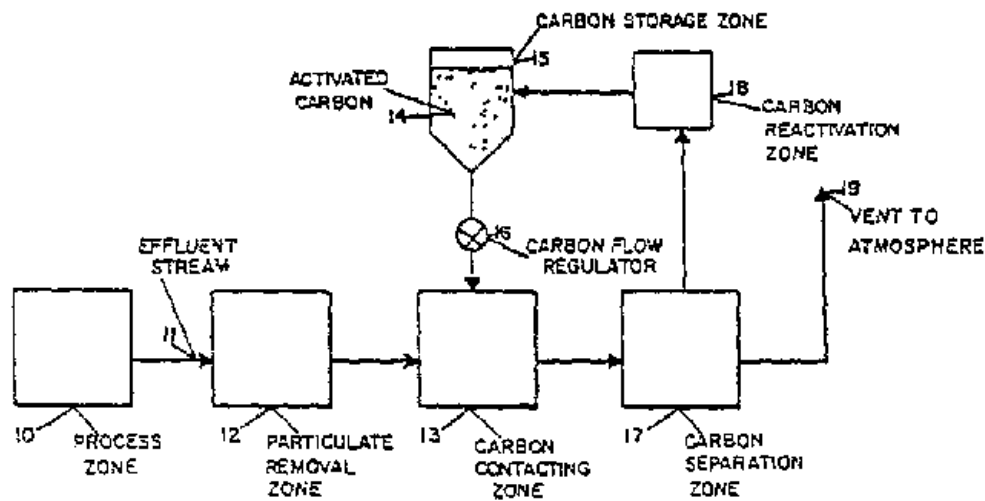 CARBON STORAGE ZONE
15
ACTIVATED
CARBON
14
18
CARBON
REACTIVATION
ZONE
19
VENT TO
ATMOSPHERE
16
CARBON FLOW
REGULATOR
EFFLUENT
STREAM
11
10
PROCESS
ZONE
12
PARTICULATE
REMOVAL
ZONE
13
CARBON
CONTACTING
ZONE
17
CARBON
SEPARATION
ZONE